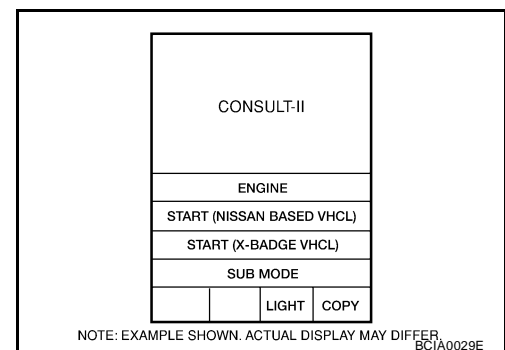 CONSULT-II
ENGINE
START (NISSAN BASED VHCL)
START (X-BADGE VHCL)
SUB MODE
LIGHT COPY
NOTE: EXAMPLE SHOWN. ACTUAL DISPLAY MAY DIFFER.
BCIA0029E